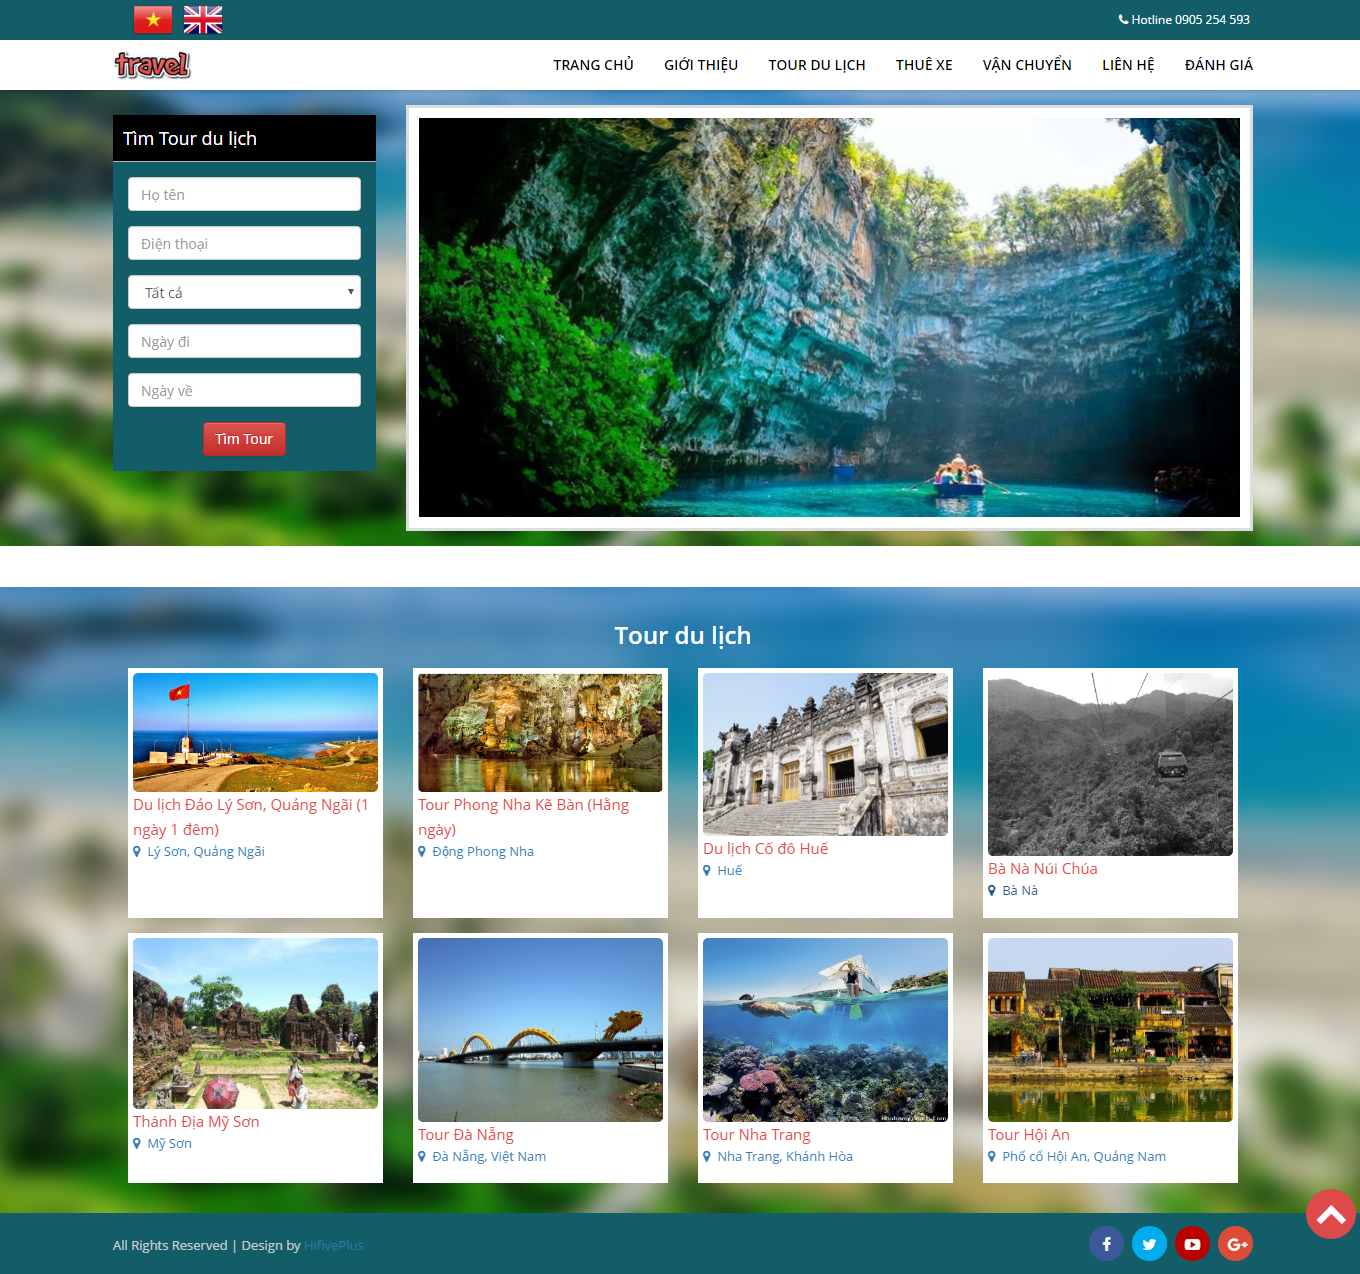 Hotline 0905 254 593
travel
TRANG CHỦ
GIỚI THIỆU
TOUR DU LỊCH
THUÊ XE
VẬN CHUYỂN
LIÊN HỆ
ĐÁNH GIÁ
Tìm Tour du lịch
Họ tên
Điện thoại
Tất cả
Ngày đi
Ngày về
Tìm Tour
Tour du lịch
Du lịch Đảo Lý Sơn, Quảng Ngãi (1
ngày 1 đêm)
Lý Sơn, Quảng Ngãi
Tour Phong Nha Kẽ Bàn (Hằng
ngày)
Động Phong Nha
Du lịch Cố đô Huế
Huế
Bà Nà Núi Chúa
Bà Nà
Thánh Địa Mỹ Sơn
Mỹ Sơn
Tour Đà Nẵng
Đà Nẵng, Việt Nam
Tour Nha Trang
Nha Trang, Khánh Hòa
Tour Hội An
Phố cổ Hội An, Quảng Nam
All Rights Reserved | Design by HifivePlus